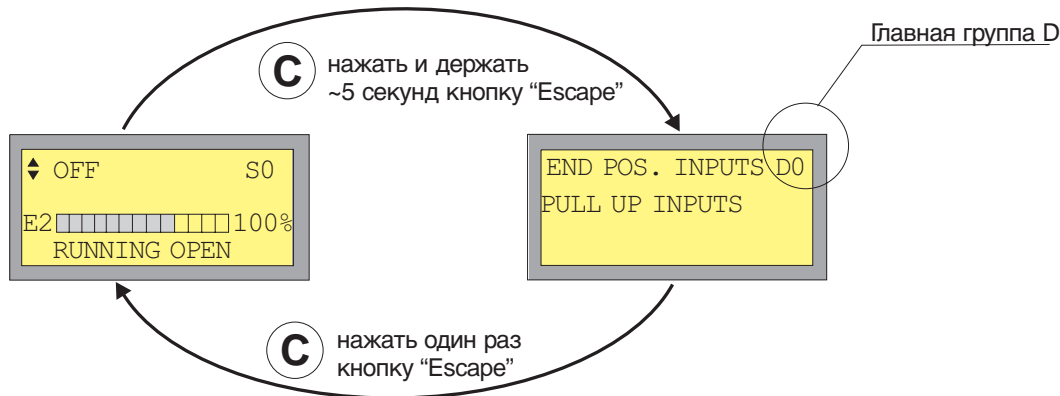 Главная группа D
C
нажать и держать
~5 секунд кнопку “Escape”
OFF S0
E2 100%
RUNNING OPEN
END POS. INPUTS D0
PULL UP INPUTS
C
нажать один раз
кнопку “Escape”